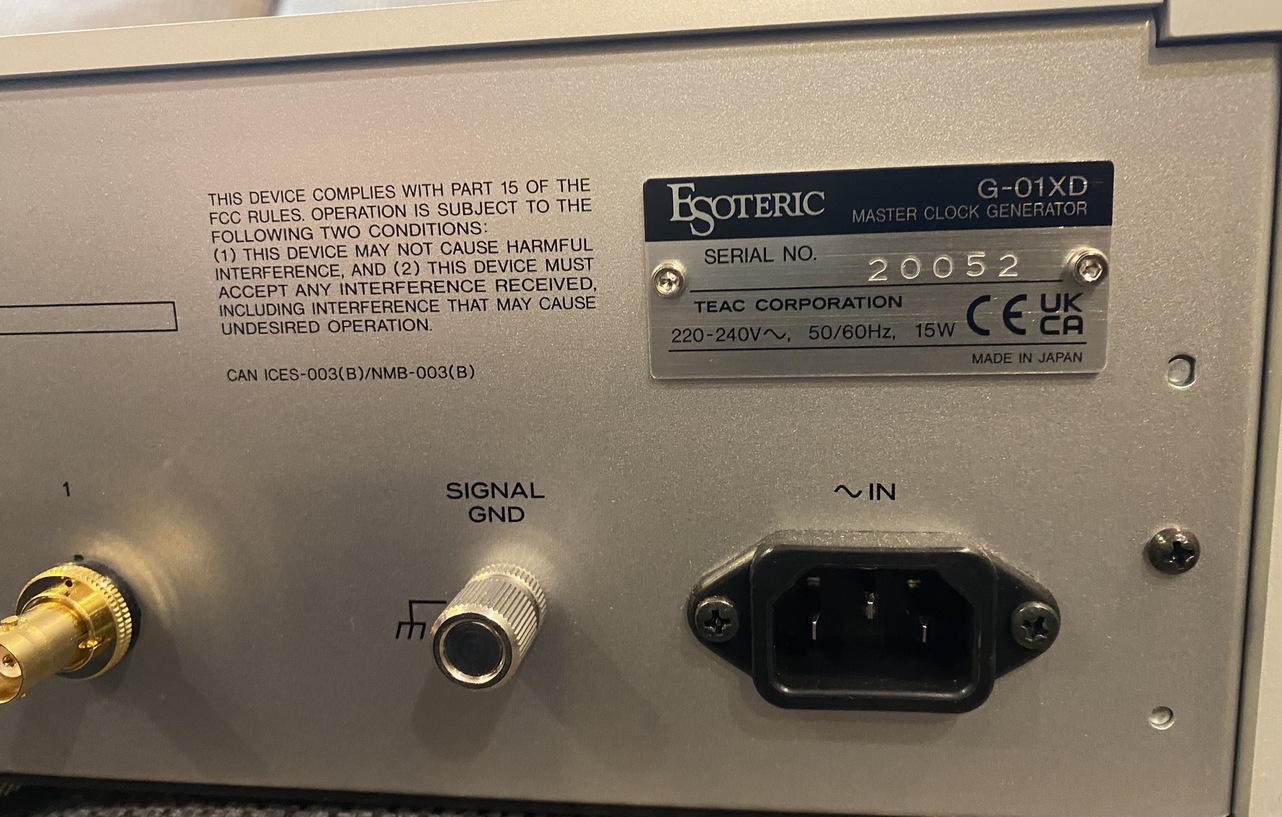 THIS DEVICE COMPLIES WITH PART 15 OF THE
FCC RULES. OPERATION IS SUBJECT TO THE
FOLLOWING TWO CONDITIONS:
(1) THIS DEVICE MAY NOT CAUSE HARMFUL
INTERFERENCE, AND (2) THIS DEVICE MUST
ACCEPT ANY INTERFERENCE RECEIVED,
INCLUDING INTERFERENCE THAT MAY CAUSE
UNDESIRED OPERATION.
CAN ICES-003(B)/NMB-003(B)
ESOTERIC
G-01XD
MASTER CLOCK GENERATOR
SERIAL NO. 20052
TEAC CORPORATION
220-240V~, 50/60Hz, 15W
CE
UK
CA
MADE IN JAPAN
1
SIGNAL
GND
~IN